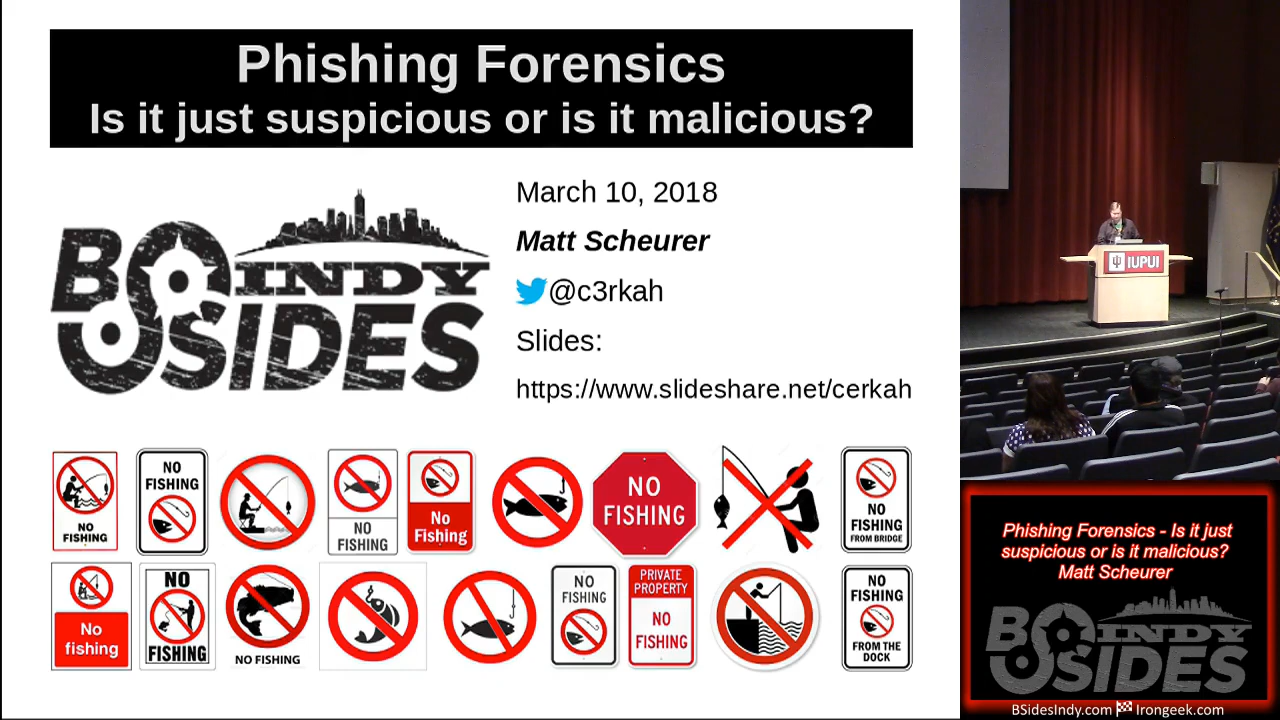 Phishing Forensics
Is it just suspicious or is it malicious?
BSIDES INDY
March 10, 2018
Matt Scheurer
@c3rkah
Slides:
https://www.slideshare.net/cerkah
NO
FISHING
NO
FISHING
NO
FISHING
No
Fishing
NO
FISHING
NO
FISHING
FROM BRIDGE
No
fishing
NO
FISHING
NO FISHING
NO
FISHING
PRIVATE
PROPERTY
NO
FISHING
NO
FISHING
FROM THE
DOCK
IUPUI
Phishing Forensics - Is it just
suspicious or is it malicious?
Matt Scheurer
BSIDES INDY
BSidesIndy.com Irongeek.com